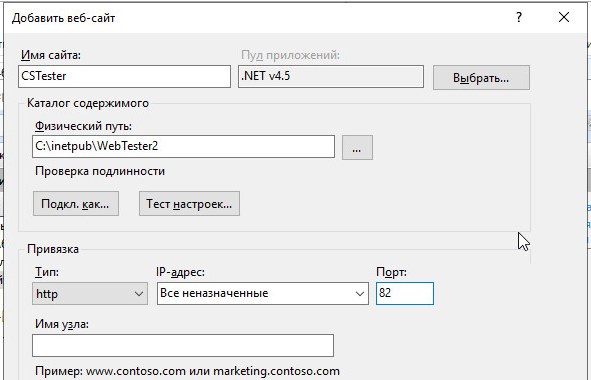 Добавить веб-сайт
?
Имя сайта:
Пул приложений:
CSTester
.NET v4.5
Выбрать...
Каталог содержимого
Физический путь:
C:\inetpub\WebTester2
...
Проверка подлинности
Подкл. как...
Тест настроек...
Привязка
Тип:
IP-адрес:
Порт:
http
Все неназначенные
82
Имя узла:
Пример: www.contoso.com или marketing.contoso.com